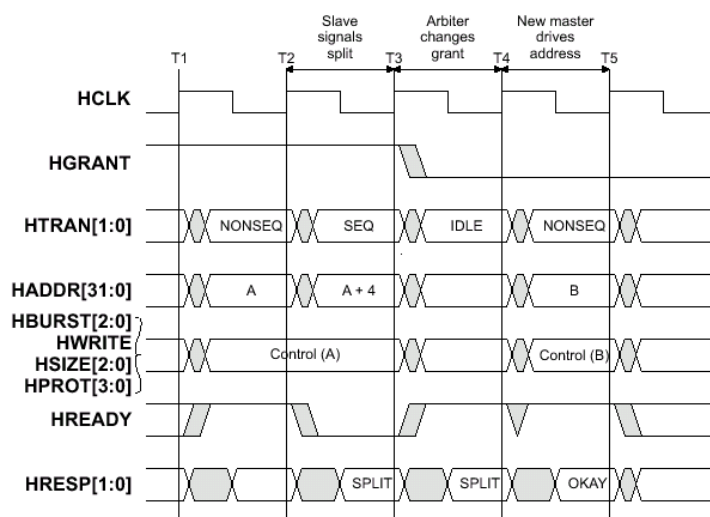 Slave signals split
Arbiter changes grant
New master drives address
T1 T2 T3 T4 T5
HCLK
HGRANT
HTRAN[1:0] NONSEQ SEQ IDLE NONSEQ
HADDR[31:0] A A + 4 B
HBURST[2:0]
HWRITE
HSIZE[2:0]
HPROT[3:0]
Control (A) Control (B)
HREADY
HRESP[1:0] SPLIT SPLIT OKAY